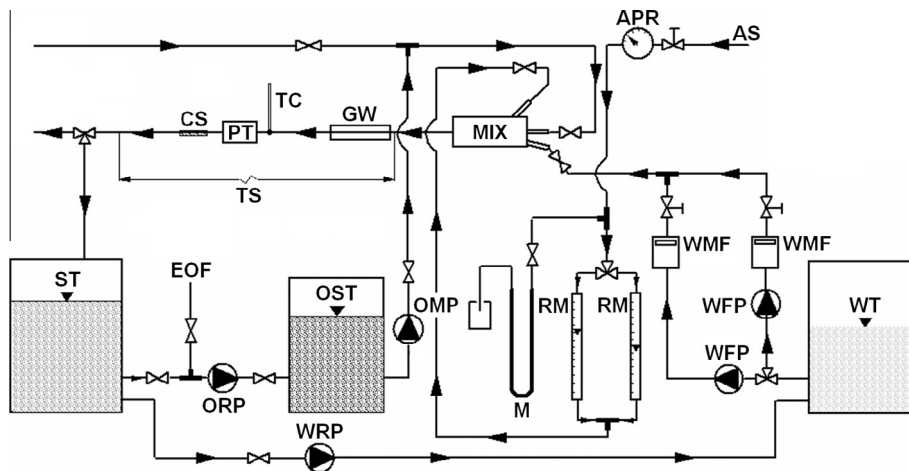 APR
AS
TC
GW
CS
PT
MIX
TS
WMF
WMF
ST
EOF
OST
OMP
RM
RM
WFP
WT
WFP
ORP
M
WRP